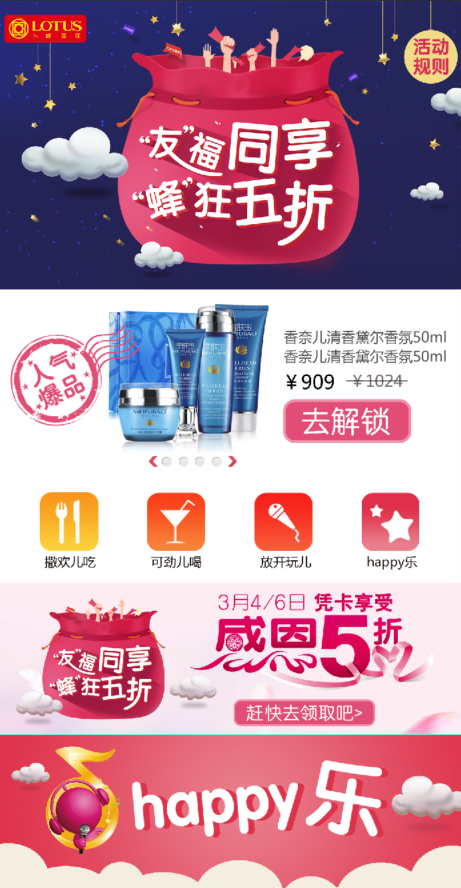 LOTUS
卜蜂莲花
活动
规则
“友”福同享
“蜂”狂五折
人气
爆品
香奈儿清香黛尔香氛50ml
香奈儿清香黛尔香氛50ml
￥909 ￥1024
去解锁
撒欢儿吃
可劲儿喝
放开玩儿
happy乐
3月4/6日 凭卡享受
感恩5折
“友”福同享
“蜂”狂五折
赶快去领取吧>
happy乐